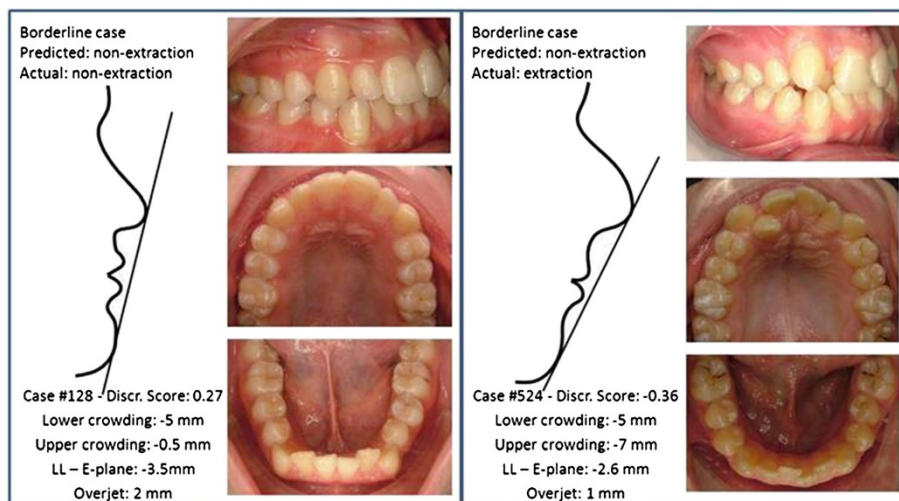 Borderline case
Predicted: non-extraction
Actual: non-extraction
Case #128 - Discr. Score: 0.27
Lower crowding: -5 mm
Upper crowding: -0.5 mm
LL – E-plane: -3.5mm
Overjet: 2 mm
Borderline case
Predicted: non-extraction
Actual: extraction
Case #524 - Discr. Score: -0.36
Lower crowding: -5 mm
Upper crowding: -7 mm
LL – E-plane: -2.6 mm
Overjet: 1 mm